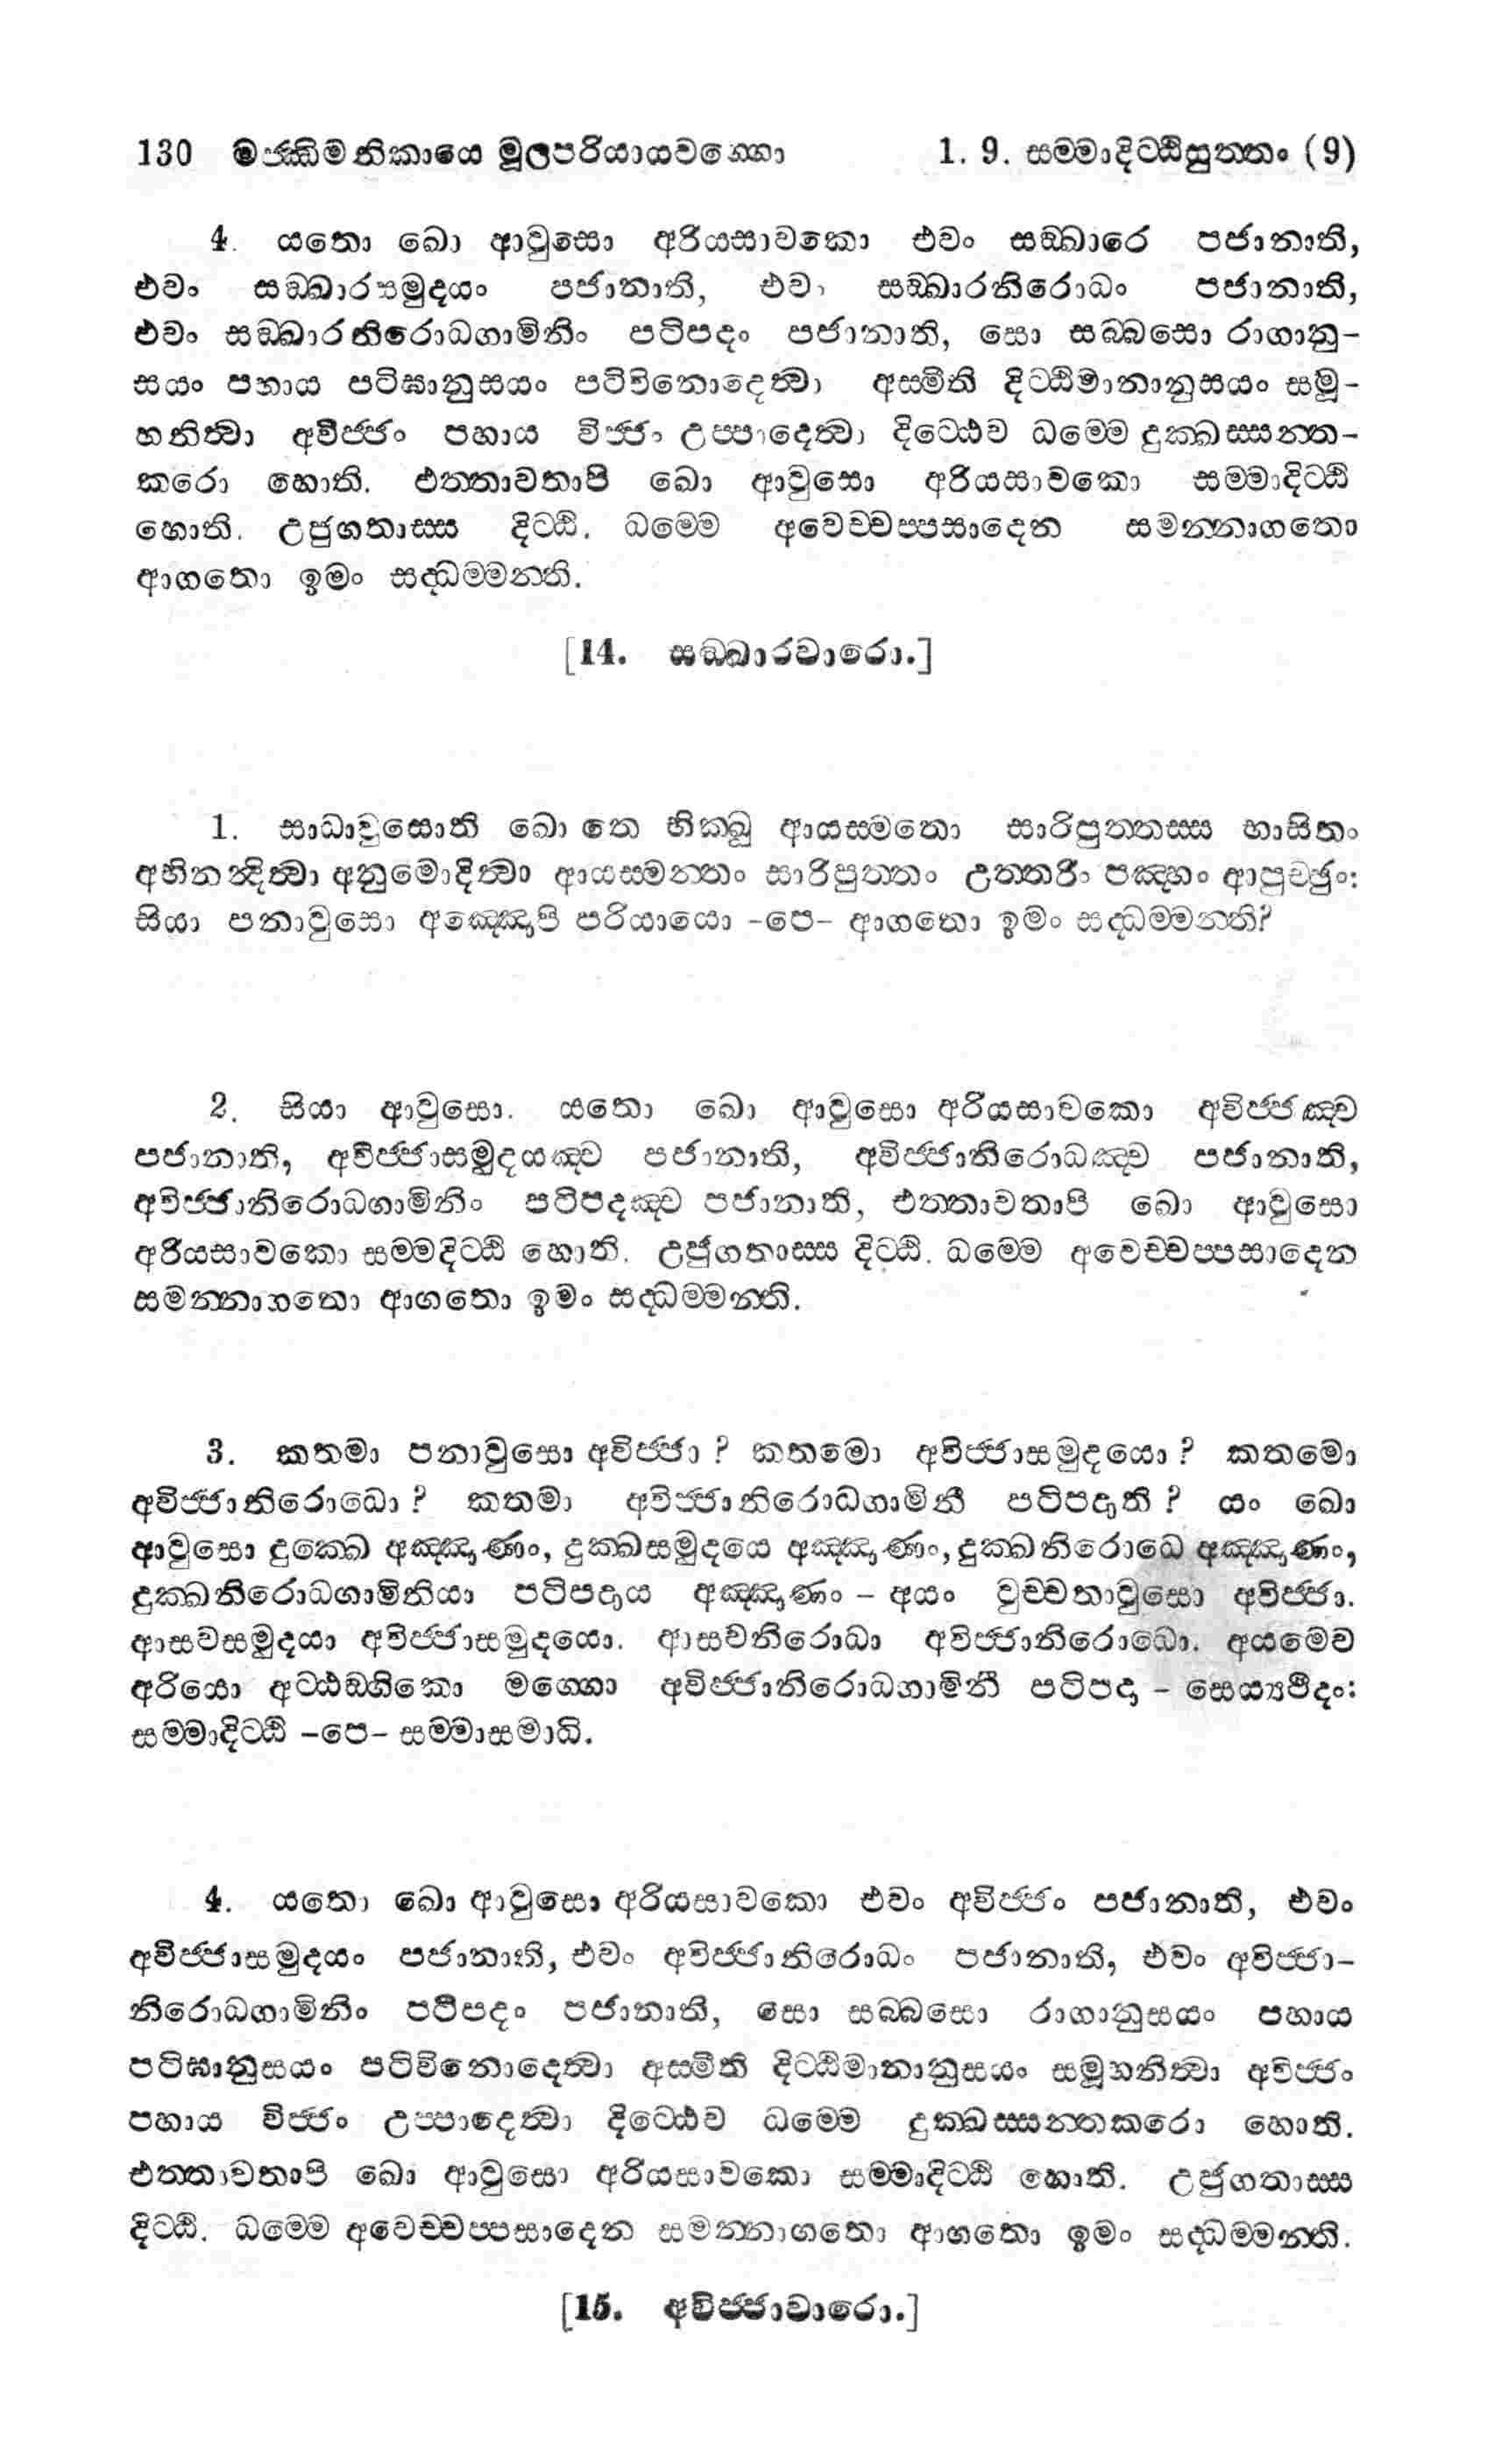 130 මජ්ඣිමනිකායෙ මූලපරියායවග්ගො 1. 9. සම්මාදිට්ඨිසුත්තං (9)
4. යතො ඛො ආවුසො අරියසාවකො එවං සඞ්ඛාරෙ පජානාති,
එවං සඞ්ඛාරසමුදයං පජානාති, එවං සඞ්ඛාරනිරොධං පජානාති,
එවං සඞ්ඛාරනිරොධගාමිනිං පටිපදං පජානාති, සො සබ්බසො රාගානු-
සයං පහාය පටිඝානුසයං පටිවිනොදෙත්වා අස්මීති දිට්ඨිමානානුසයං සමූ-
හනිත්වා අවිජ්ජං පහාය විජ්ජං උප්පාදෙත්වා දිට්ඨෙව ධම්මෙ දුක්ඛස්සන්ත-
කරො හොති. එත්තාවතාපි ඛො ආවුසො අරියසාවකො සම්මාදිට්ඨි
හොති. උජුගතාස්ස දිට්ඨි. ධම්මෙ අවෙච්චප්පසාදෙන සමන්නාගතො
ආගතො ඉමං සද්ධම්මන්ති.
[14. සඞ්ඛාරවාරො.]
1. සාධාවුසොති ඛො තෙ භික්ඛු ආයස්මතො සාරිපුත්තස්ස භාසිතං
අභිනන්දිත්වා අනුමොදිත්වා ආයස්මන්තං සාරිපුත්තං උත්තරිං පඤ්හං ආපුච්ඡුං:
සියා පනාවුසො අඤ්ඤොපි පරියායො -පෙ- ආගතො ඉමං සද්ධම්මන්ති?
2. සියා ආවුසො. යතො ඛො ආවුසො අරියසාවකො අවිජ්ජඤ්ච
පජානාති, අවිජ්ජාසමුදයඤ්ච පජානාති, අවිජ්ජානිරොධඤ්ච පජානාති,
අවිජ්ජානිරොධගාමිනිං පටිපදඤ්ච පජානාති, එත්තාවතාපි ඛො ආවුසො
අරියසාවකො සම්මදිට්ඨි හොති. උජුගතාස්ස දිට්ඨි. ධම්මෙ අවෙච්චප්පසාදෙන
සමන්නාගතො ආගතො ඉමං සද්ධම්මන්ති.
3. කතමා පනාවුසො අවිජ්ජා ? කතමො අවිජ්ජාසමුදයො ? කතමො
අවිජ්ජානිරොධො ? කතමා අවිජ්ජානිරොධගාමිනී පටිපදාති ? යං ඛො
ආවුසො දුක්ඛෙ අඤ්ඤාණං, දුක්ඛසමුදයෙ අඤ්ඤාණං, දුක්ඛනිරොධෙ අඤ්ඤාණං,
දුක්ඛනිරොධගාමිනියා පටිපදාය අඤ්ඤාණං – අයං වුච්චතාවුසො අවිජ්ජා.
ආසවසමුදයා අවිජ්ජාසමුදයො. ආසවනිරොධා අවිජ්ජානිරොධො. අයමෙව
අරියො අට්ඨඞ්ගිකො මග්ගො අවිජ්ජානිරොධගාමිනී පටිපදා – සෙය්‍යථීදං:
සම්මාදිට්ඨි –පෙ– සම්මාසමාධි.
4. යතො ඛො ආවුසො අරියසාවකො එවං අවිජ්ජං පජානාති, එවං
අවිජ්ජාසමුදයං පජානාති, එවං අවිජ්ජානිරොධං පජානාති, එවං අවිජ්ජා-
නිරොධගාමිනිං පටිපදං පජානාති, සො සබ්බසො රාගානුසයං පහාය
පටිඝානුසයං පටිවිනොදෙත්වා අස්මීති දිට්ඨිමානානුසයං සමූහනිත්වා අවිජ්ජං
පහාය විජ්ජං උප්පාදෙත්වා දිට්ඨෙව ධම්මෙ දුක්ඛස්සන්තකරො හොති.
එත්තාවතාපි ඛො ආවුසො අරියසාවකො සම්මාදිට්ඨි හොති. උජුගතාස්ස
දිට්ඨි. ධම්මෙ අවෙච්චප්පසාදෙන සමන්නාගතො ආගතො ඉමං සද්ධම්මන්ති.
[15. අවිජ්ජාවාරො.]